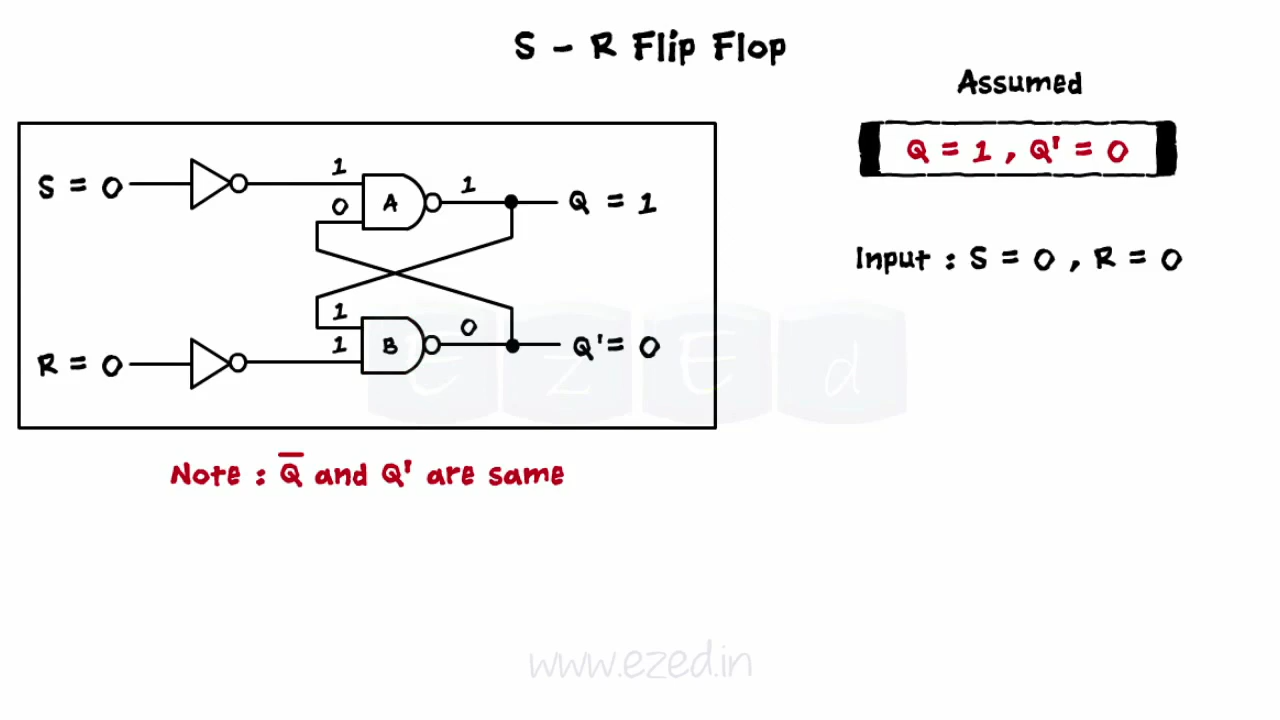 S – R Flip Flop
Assumed
Q = 1 , Q' = 0
Input : S = 0 , R = 0
S = 0
1
0
A
1
Q = 1
1
1
B
0
Q' = 0
R = 0
Note : Q̅ and Q' are same
EzEd
www.ezed.in